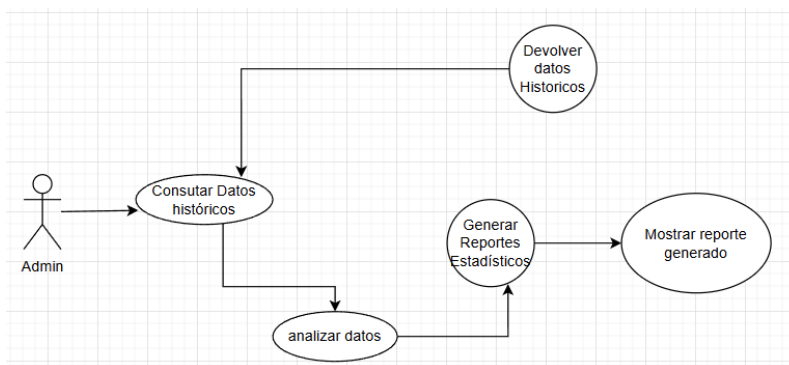 Devolver
datos
Historicos
Consutar Datos
históricos
Admin
Generar
Reportes
Estadísticos
Mostrar reporte
generado
analizar datos